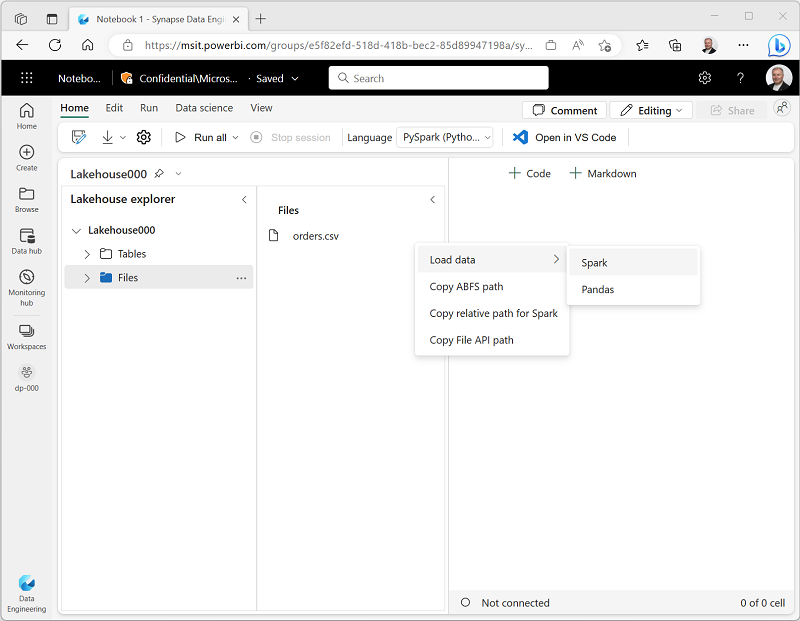 Notebook 1 - Synapse Data Engi
https://msit.powerbi.com/groups/e5f82efd-518d-418b-bec2-85d89947198a/sy...
Notebo... Confidential\Micros... · Saved Search ?
Home Edit Run Data science View Comment Editing Share
Run all Stop session Language PySpark (Pytho... Open in VS Code
Home
Create
Browse
Data hub
Monitoring
hub
Workspaces
dp-000
Data
Engineering
Lakehouse000
Lakehouse explorer
Lakehouse000
Tables
Files
...
Files
orders.csv
+ Code + Markdown
Load data
Copy ABFS path
Copy relative path for Spark
Copy File API path
Spark
Pandas
Not connected 0 of 0 cell